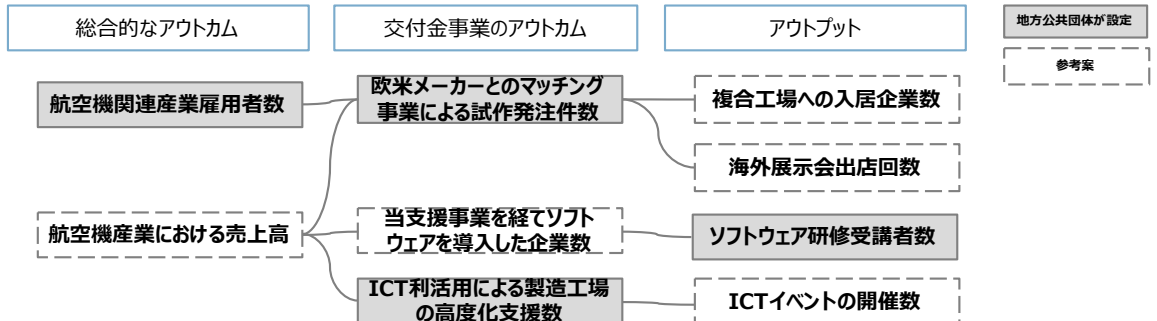 総合的なアウトカム
交付金事業のアウトカム
アウトプット
地方公共団体が設定
参考案
航空機関連産業雇用者数
欧米メーカーとのマッチング
事業による試作発注件数
複合工場への入居企業数
海外展示会出店回数
航空機産業における売上高
当支援事業を経てソフト
ウェアを導入した企業数
ソフトウェア研修受講者数
ICT利活用による製造工場
の高度化支援数
ICTイベントの開催数